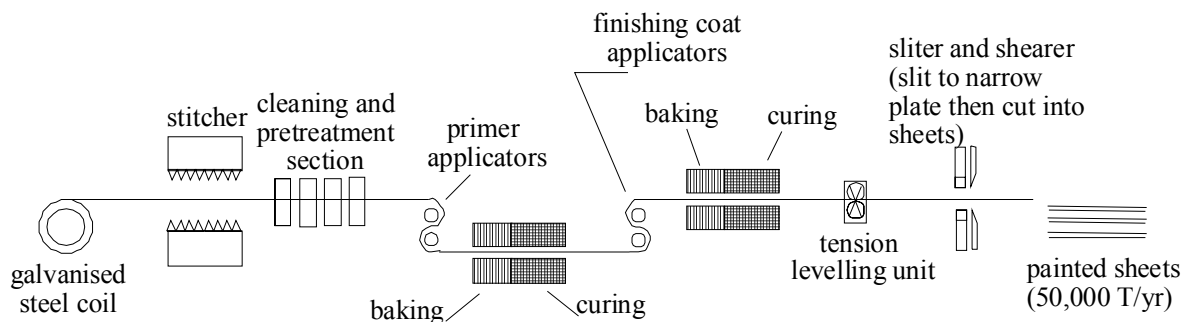 galvanised
steel coil
stitcher
cleaning and
pretreatment
section
primer
applicators
baking
curing
finishing coat
applicators
baking
curing
tension
levelling unit
sliter and shearer
(slit to narrow
plate then cut into
sheets)
painted sheets
(50,000 T/yr)